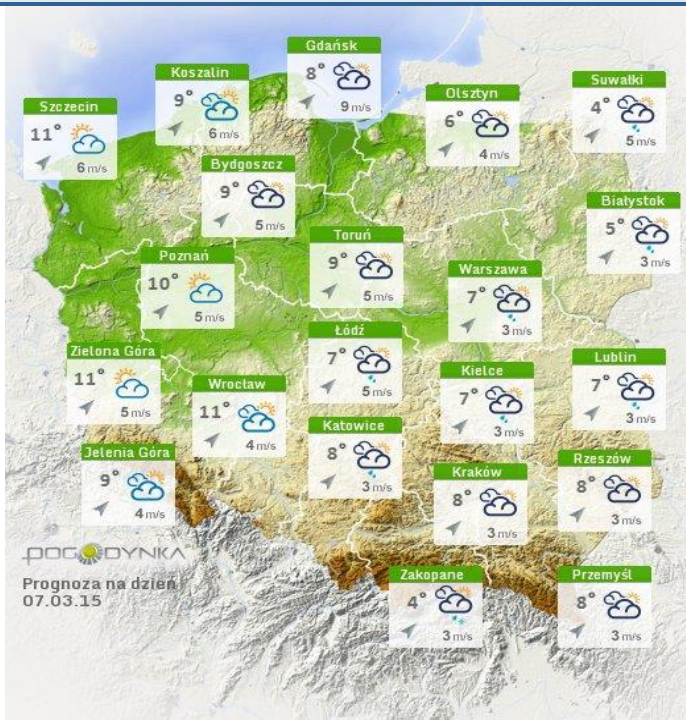 Gdańsk
8°
9 m/s
Koszalin
9°
6 m/s
Szczecin
11°
6 m/s
Olsztyn
6°
4 m/s
Suwałki
4°
5 m/s
Bydgoszcz
9°
5 m/s
Białystok
5°
3 m/s
Toruń
9°
5 m/s
Poznań
10°
5 m/s
Warszawa
7°
3 m/s
Łódź
7°
5 m/s
Zielona Góra
11°
5 m/s
Wrocław
11°
4 m/s
Kielce
7°
3 m/s
Lublin
7°
3 m/s
Katowice
8°
3 m/s
Jelenia Góra
9°
4 m/s
Kraków
8°
3 m/s
Rzeszów
8°
3 m/s
POGODYNKA
Prognoza na dzień
07.03.15
Zakopane
4°
3 m/s
Przemyśl
8°
3 m/s